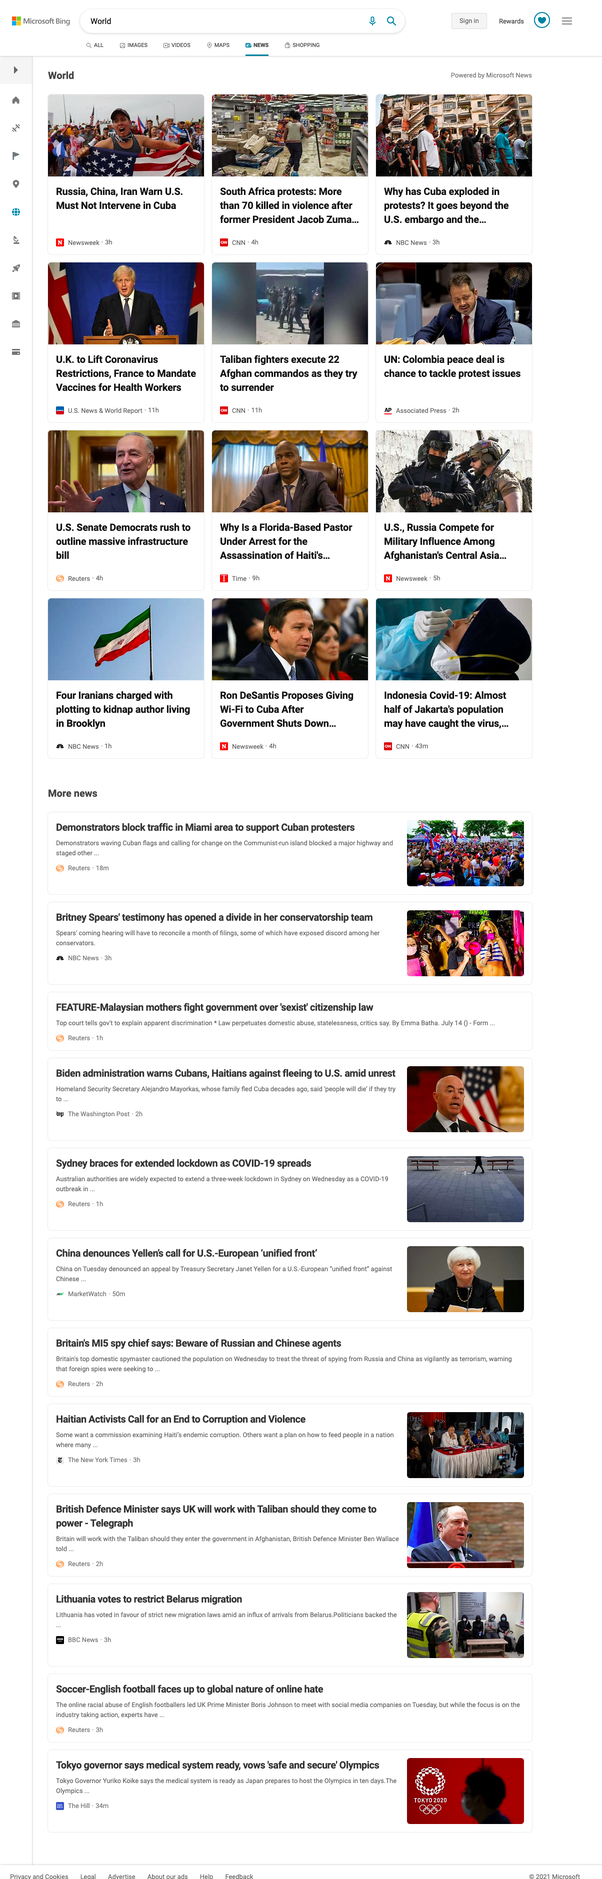 Microsoft Bing
World
Sign in
Rewards
ALL
IMAGES
VIDEOS
MAPS
NEWS
SHOPPING
World
Powered by Microsoft News
Russia, China, Iran Warn U.S.
Must Not Intervene in Cuba
Newsweek · 3h
South Africa protests: More
than 70 killed in violence after
former President Jacob Zuma...
CNN · 4h
Why has Cuba exploded in
protests? It goes beyond the
U.S. embargo and the...
NBC News · 3h
U.K. to Lift Coronavirus
Restrictions, France to Mandate
Vaccines for Health Workers
U.S. News & World Report · 11h
Taliban fighters execute 22
Afghan commandos as they try
to surrender
CNN · 11h
UN: Colombia peace deal is
chance to tackle protest issues
AP Associated Press · 2h
U.S. Senate Democrats rush to
outline massive infrastructure
bill
Reuters · 4h
Why Is a Florida-Based Pastor
Under Arrest for the
Assassination of Haiti's...
Time · 9h
U.S., Russia Compete for
Military Influence Among
Afghanistan's Central Asia...
Newsweek · 5h
Four Iranians charged with
plotting to kidnap author living
in Brooklyn
NBC News · 1h
Ron DeSantis Proposes Giving
Wi-Fi to Cuba After
Government Shuts Down...
Newsweek · 4h
Indonesia Covid-19: Almost
half of Jakarta's population
may have caught the virus,...
CNN · 43m
More news
Demonstrators block traffic in Miami area to support Cuban protesters
Demonstrators waving Cuban flags and calling for change on the Communist-run island blocked a major highway and
staged other ...
Reuters · 18m
Britney Spears' testimony has opened a divide in her conservatorship team
Spears' coming hearing will have to reconcile a month of filings, some of which have exposed discord among her
conservators.
NBC News · 3h
FEATURE-Malaysian mothers fight government over 'sexist' citizenship law
Top court tells gov't to explain apparent discrimination * Law perpetuates domestic abuse, statelessness, critics say. By Emma Batha. July 14 () - Form ...
Reuters · 1h
Biden administration warns Cubans, Haitians against fleeing to U.S. amid unrest
Homeland Security Secretary Alejandro Mayorkas, whose family fled Cuba decades ago, said 'people will die' if they try
to ...
wp The Washington Post · 2h
Sydney braces for extended lockdown as COVID-19 spreads
Australian authorities are widely expected to extend a three-week lockdown in Sydney on Wednesday as a COVID-19
outbreak in ...
Reuters · 1h
China denounces Yellen's call for U.S.-European 'unified front'
China on Tuesday denounced an appeal by Treasury Secretary Janet Yellen for a U.S.-European "unified front" against
Chinese ...
MarketWatch · 50m
Britain's MI5 spy chief says: Beware of Russian and Chinese agents
Britain's top domestic spymaster cautioned the population on Wednesday to treat the threat of spying from Russia and China as vigilantly as terrorism, warning
that foreign spies were seeking to ...
Reuters · 2h
Haitian Activists Call for an End to Corruption and Violence
Some want a commission examining Haiti's endemic corruption. Others want a plan on how to feed people in a nation
where many ...
The New York Times · 3h
British Defence Minister says UK will work with Taliban should they come to
power - Telegraph
Britain will work with the Taliban should they enter the government in Afghanistan, British Defence Minister Ben Wallace
told ...
Reuters · 2h
Lithuania votes to restrict Belarus migration
Lithuania has voted in favour of strict new migration laws amid an influx of arrivals from Belarus.Politicians backed the
...
BBC News · 3h
Soccer-English football faces up to global nature of online hate
The online racial abuse of English footballers led UK Prime Minister Boris Johnson to meet with social media companies on Tuesday, but while the focus is on the
industry taking action, experts have ...
Reuters · 3h
Tokyo governor says medical system ready, vows 'safe and secure' Olympics
Tokyo Governor Yuriko Koike says the medical system is ready as Japan prepares to host the Olympics in ten days.The
Olympics ...
The Hill · 34m
TOKYO 2020
Privacy and Cookies
Legal
Advertise
About our ads
Help
Feedback
© 2021 Microsoft